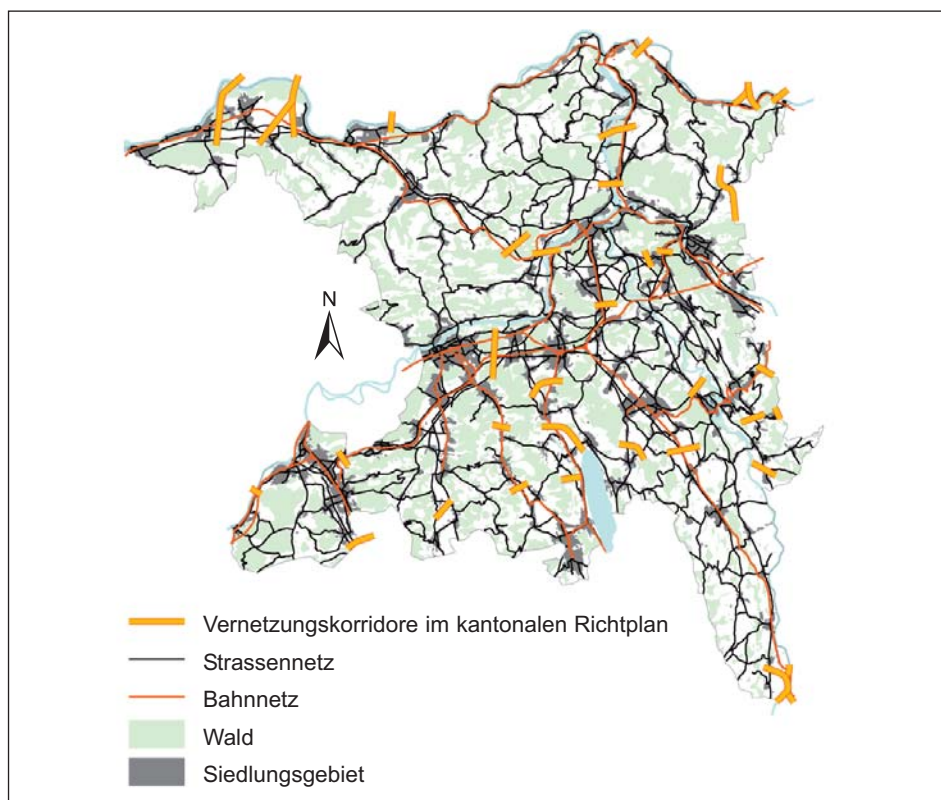 N
Vernetzungskorridore im kantonalen Richtplan
Strassennetz
Bahnnetz
Wald
Siedlungsgebiet